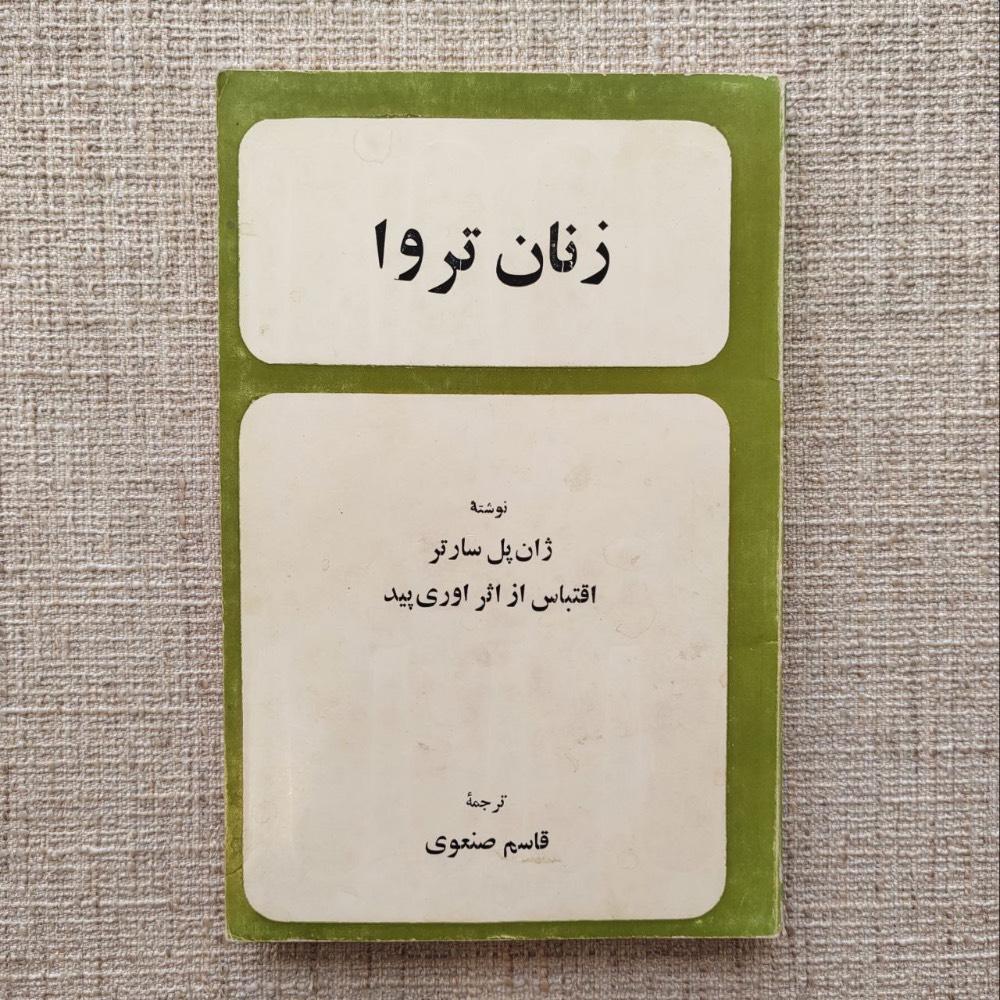 زنان تروا
نوشته
ژان پل سارتر
اقتباس از اثر اوری پید
ترجمهٔ
قاسم صنعوی